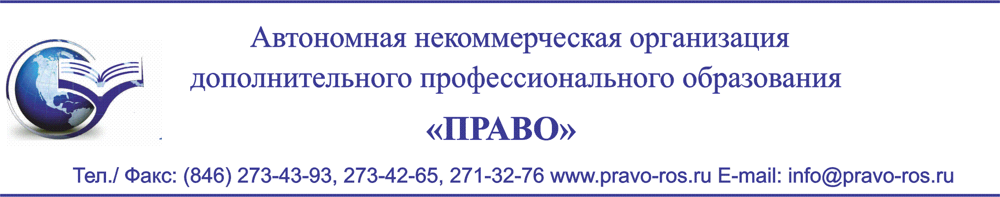 Автономная некоммерческая организация
дополнительного профессионального образования
«ПРАВО»
Тел./ Факс: (846) 273-43-93, 273-42-65, 271-32-76 www.pravo-ros.ru E-mail: info@pravo-ros.ru